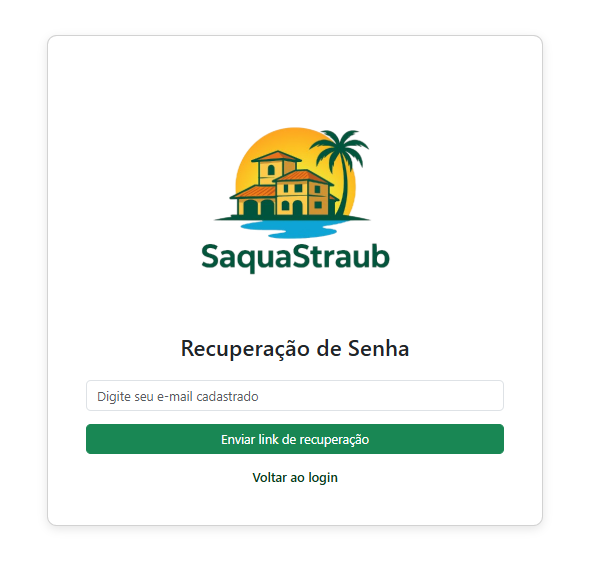 SaquaStraub
Recuperação de Senha
Digite seu e-mail cadastrado
Enviar link de recuperação
Voltar ao login